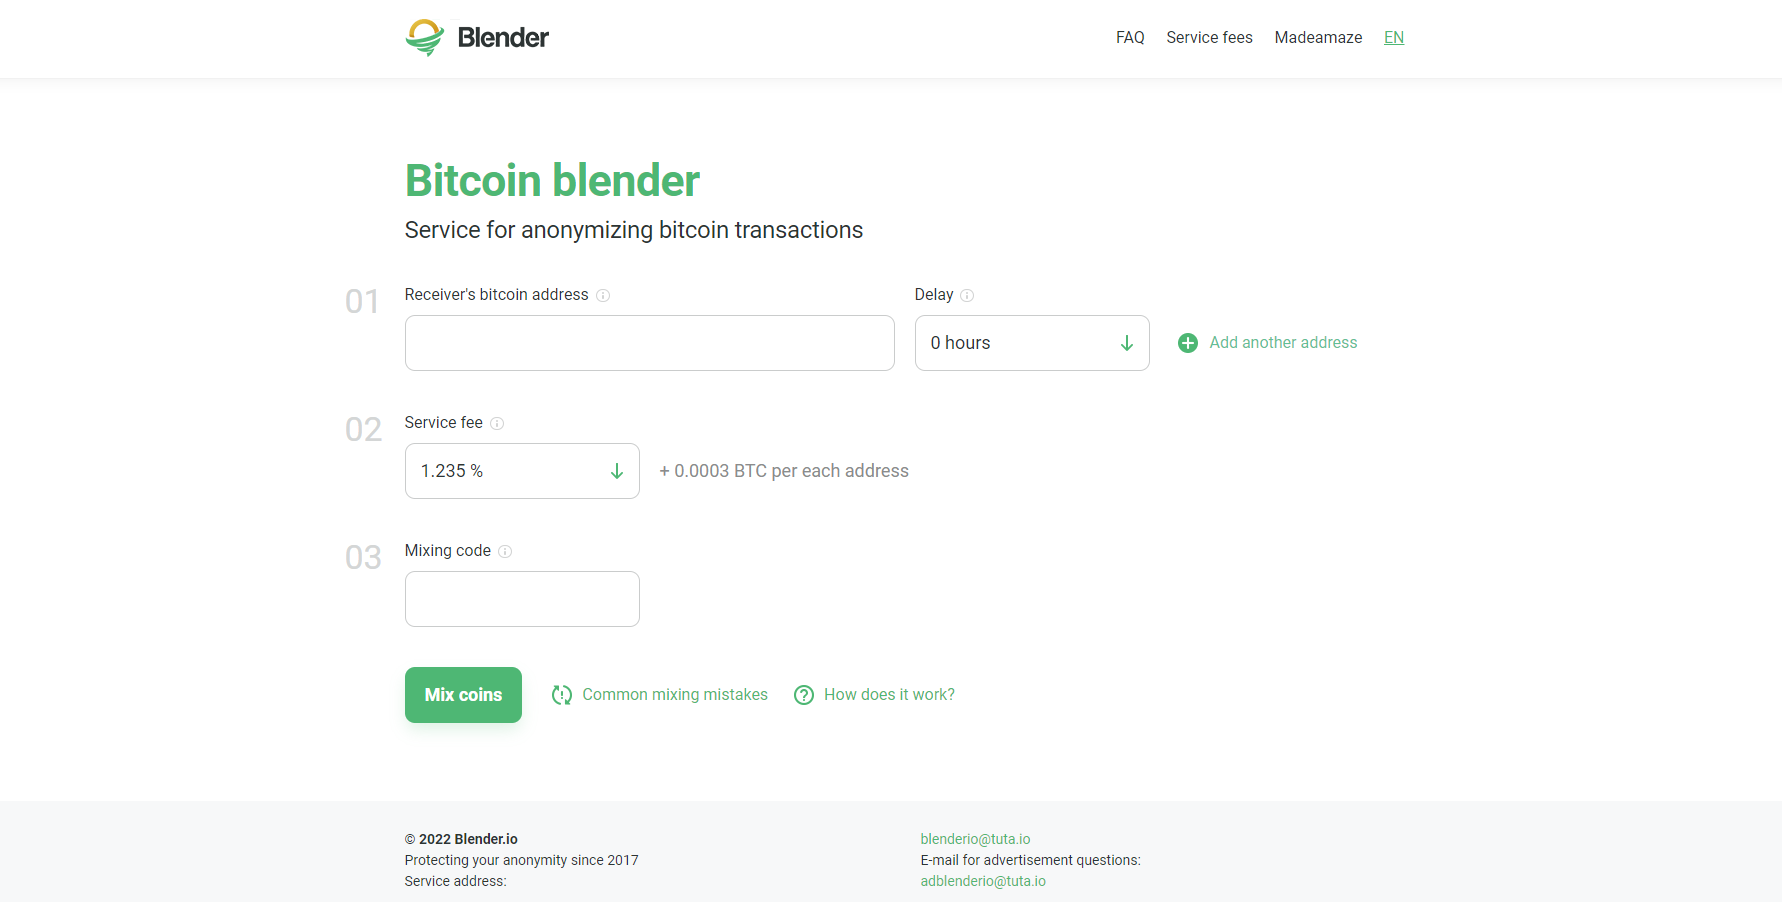 Blender
FAQ Service fees Madeamaze EN
Bitcoin blender
Service for anonymizing bitcoin transactions
01 Receiver's bitcoin address Delay
0 hours Add another address
02 Service fee
1.235 % + 0.0003 BTC per each address
03 Mixing code
Mix coins Common mixing mistakes How does it work?
© 2022 Blender.io blenderio@tuta.io
Protecting your anonymity since 2017 E-mail for advertisement questions:
Service address: adblenderio@tuta.io